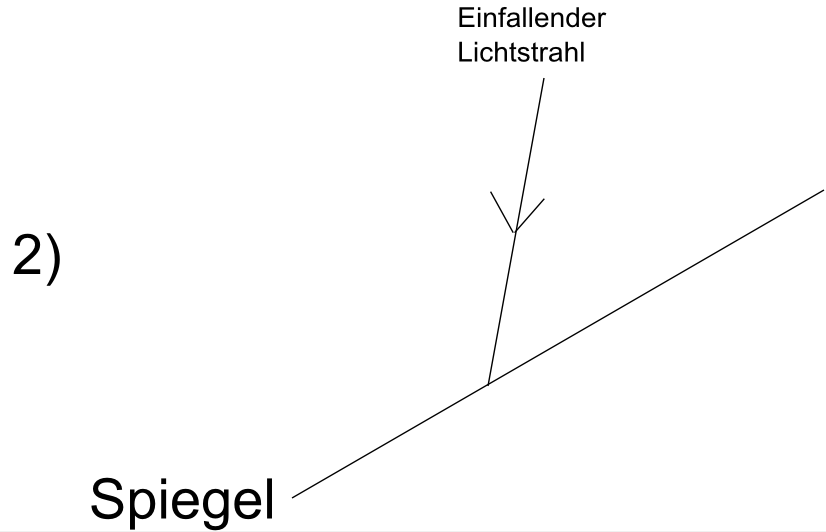 Einfallender
Lichtstrahl
2)
Spiegel